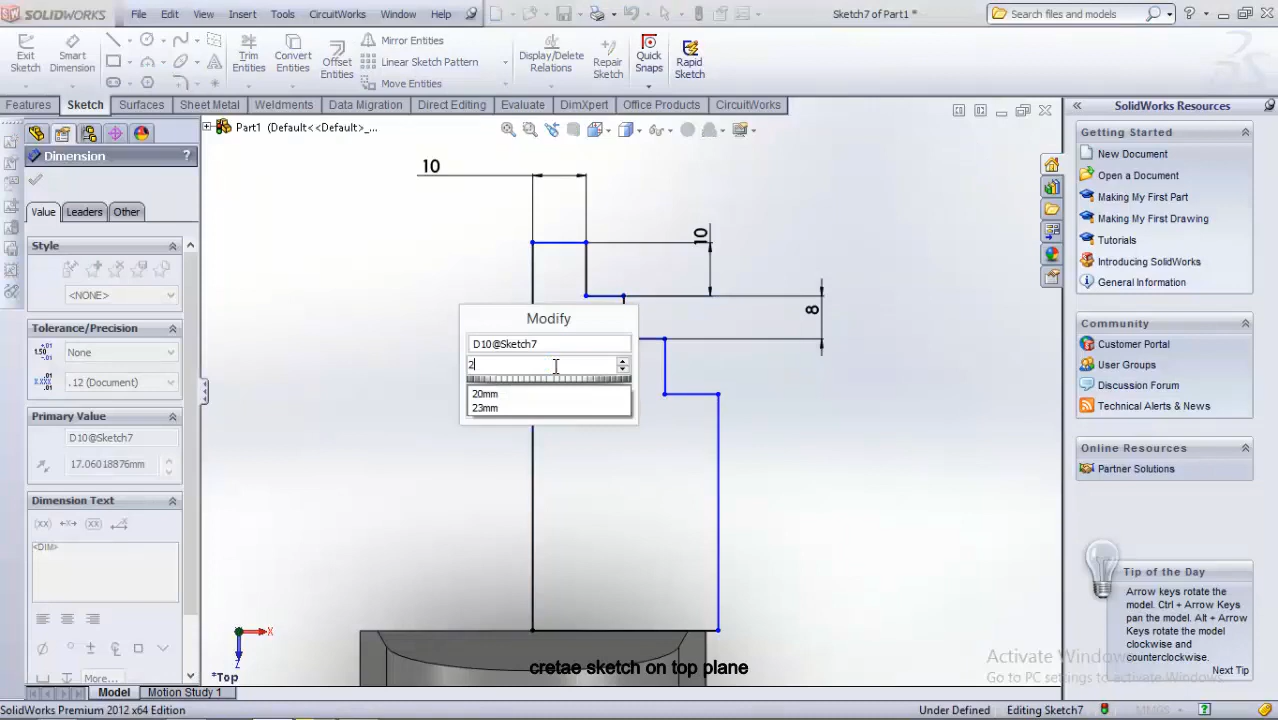 SOLIDWORKS
File Edit View Insert Tools CircuitWorks Window Help
Sketch7 of Part1 *
Search files and models
Exit Sketch
Smart Dimension
Trim Entities
Convert Entities
Offset Entities
Mirror Entities
Linear Sketch Pattern
Move Entities
Display/Delete Relations
Repair Sketch
Quick Snaps
Rapid Sketch
Features Sketch Surfaces Sheet Metal Weldments Data Migration Direct Editing Evaluate DimXpert Office Products CircuitWorks
Part1 (Default<<Default>_...
Dimension ?
Value Leaders Other
Style
<NONE>
Tolerance/Precision
None
.12 (Document)
Primary Value
D10@Sketch7
17.06018876mm
Dimension Text
<DIM>
More...
10
10
8
Modify
D10@Sketch7
2
20mm
23mm
X
Z
*Top
cretae sketch on top plane
SolidWorks Resources
Getting Started
New Document
Open a Document
Making My First Part
Making My First Drawing
Tutorials
Introducing SolidWorks
General Information
Community
Customer Portal
User Groups
Discussion Forum
Technical Alerts & News
Online Resources
Partner Solutions
Tip of the Day
Arrow keys rotate the
model. Ctrl + Arrow Keys
pan the model. Alt + Arrow
Keys rotate the model
clockwise and
counterclockwise.
Next Tip
Activate Windows
Go to PC settings to activate Windows.
Model Motion Study 1
SolidWorks Premium 2012 x64 Edition
Under Defined
Editing Sketch7
MMGS